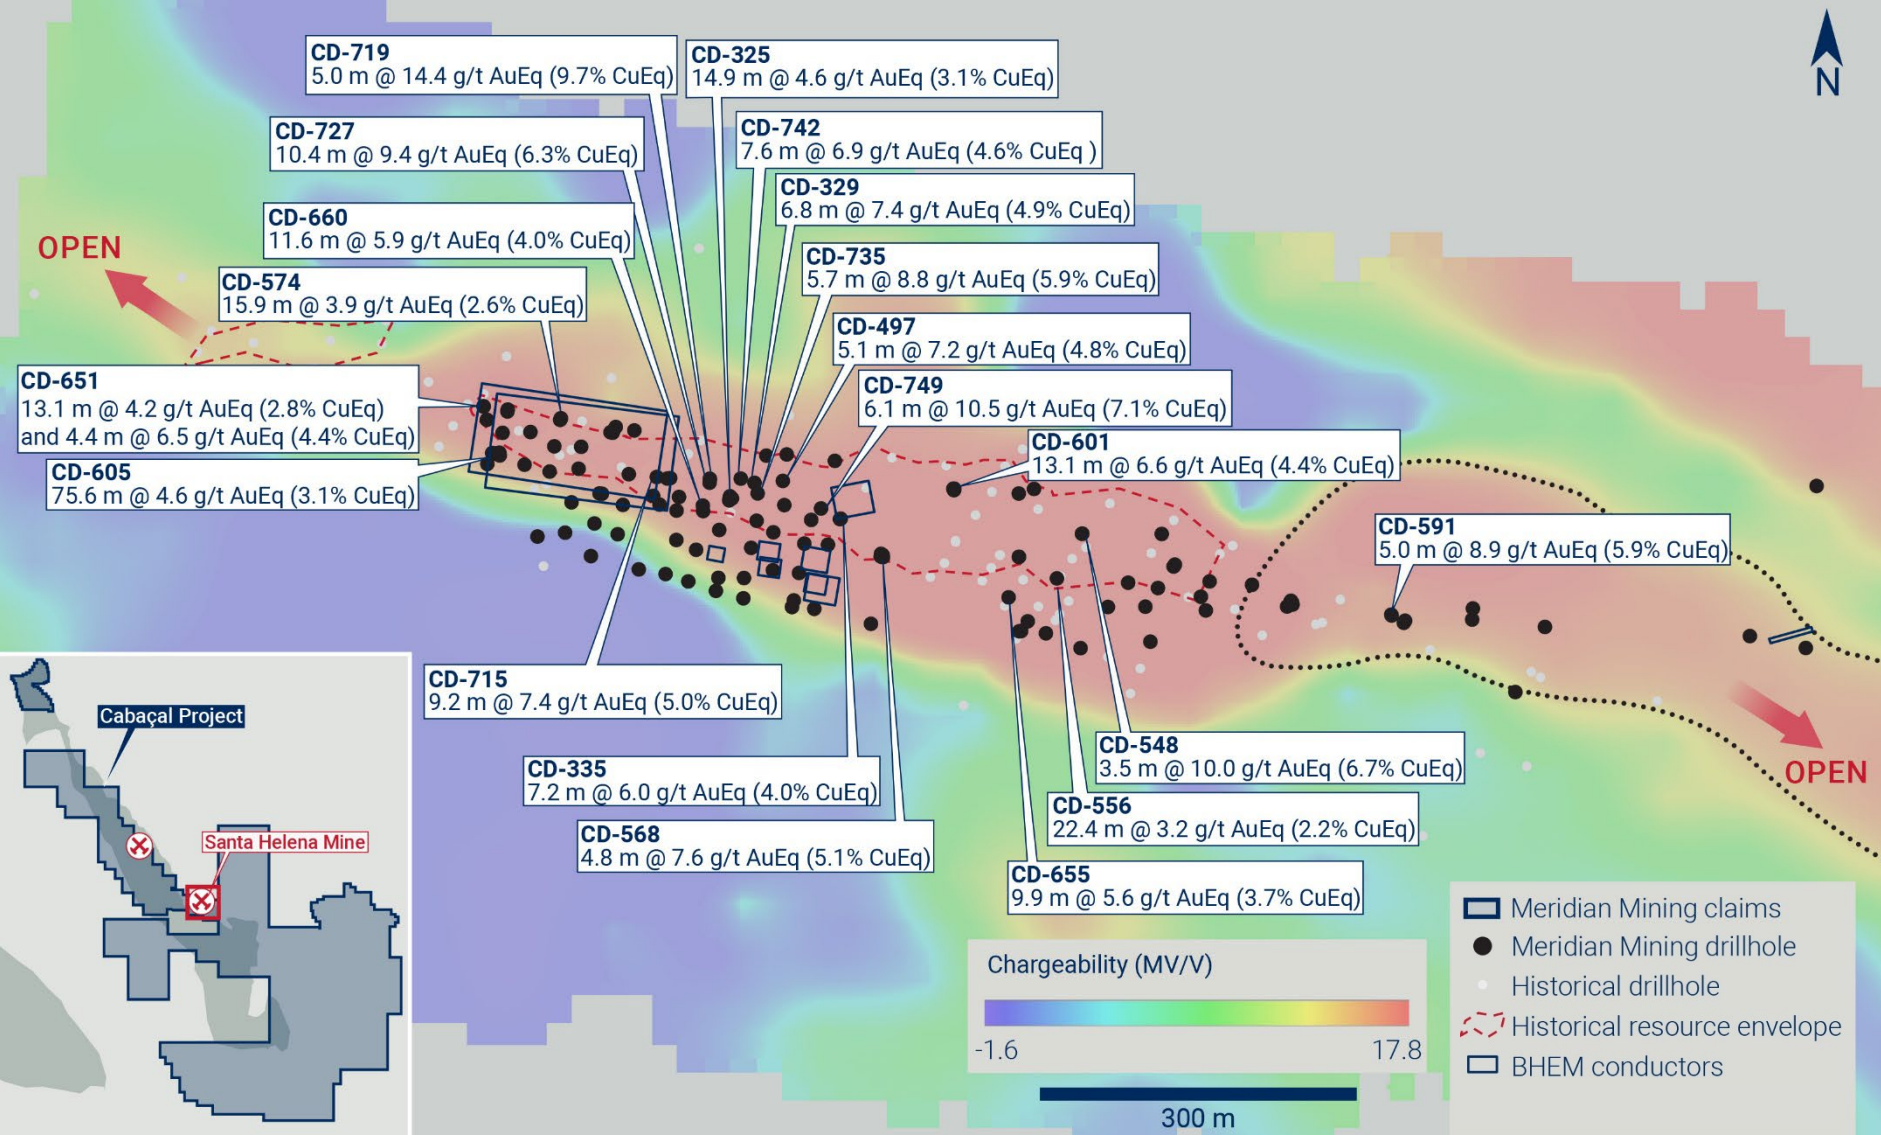 CD-719
5.0 m @ 14.4 g/t AuEq (9.7% CuEq)
CD-325
14.9 m @ 4.6 g/t AuEq (3.1% CuEq)
N
CD-727
10.4 m @ 9.4 g/t AuEq (6.3% CuEq)
CD-742
7.6 m @ 6.9 g/t AuEq (4.6% CuEq )
CD-660
11.6 m @ 5.9 g/t AuEq (4.0% CuEq)
CD-329
6.8 m @ 7.4 g/t AuEq (4.9% CuEq)
OPEN
CD-574
15.9 m @ 3.9 g/t AuEq (2.6% CuEq)
CD-735
5.7 m @ 8.8 g/t AuEq (5.9% CuEq)
CD-497
5.1 m @ 7.2 g/t AuEq (4.8% CuEq)
CD-651
13.1 m @ 4.2 g/t AuEq (2.8% CuEq)
and 4.4 m @ 6.5 g/t AuEq (4.4% CuEq)
CD-749
6.1 m @ 10.5 g/t AuEq (7.1% CuEq)
CD-605
75.6 m @ 4.6 g/t AuEq (3.1% CuEq)
CD-601
13.1 m @ 6.6 g/t AuEq (4.4% CuEq)
CD-591
5.0 m @ 8.9 g/t AuEq (5.9% CuEq)
CD-715
9.2 m @ 7.4 g/t AuEq (5.0% CuEq)
CD-335
7.2 m @ 6.0 g/t AuEq (4.0% CuEq)
CD-548
3.5 m @ 10.0 g/t AuEq (6.7% CuEq)
OPEN
CD-568
4.8 m @ 7.6 g/t AuEq (5.1% CuEq)
CD-556
22.4 m @ 3.2 g/t AuEq (2.2% CuEq)
CD-655
9.9 m @ 5.6 g/t AuEq (3.7% CuEq)
Cabaçal Project
Santa Helena Mine
Chargeability (MV/V)
-1.6
17.8
300 m
Meridian Mining claims
Meridian Mining drillhole
Historical drillhole
Historical resource envelope
BHEM conductors